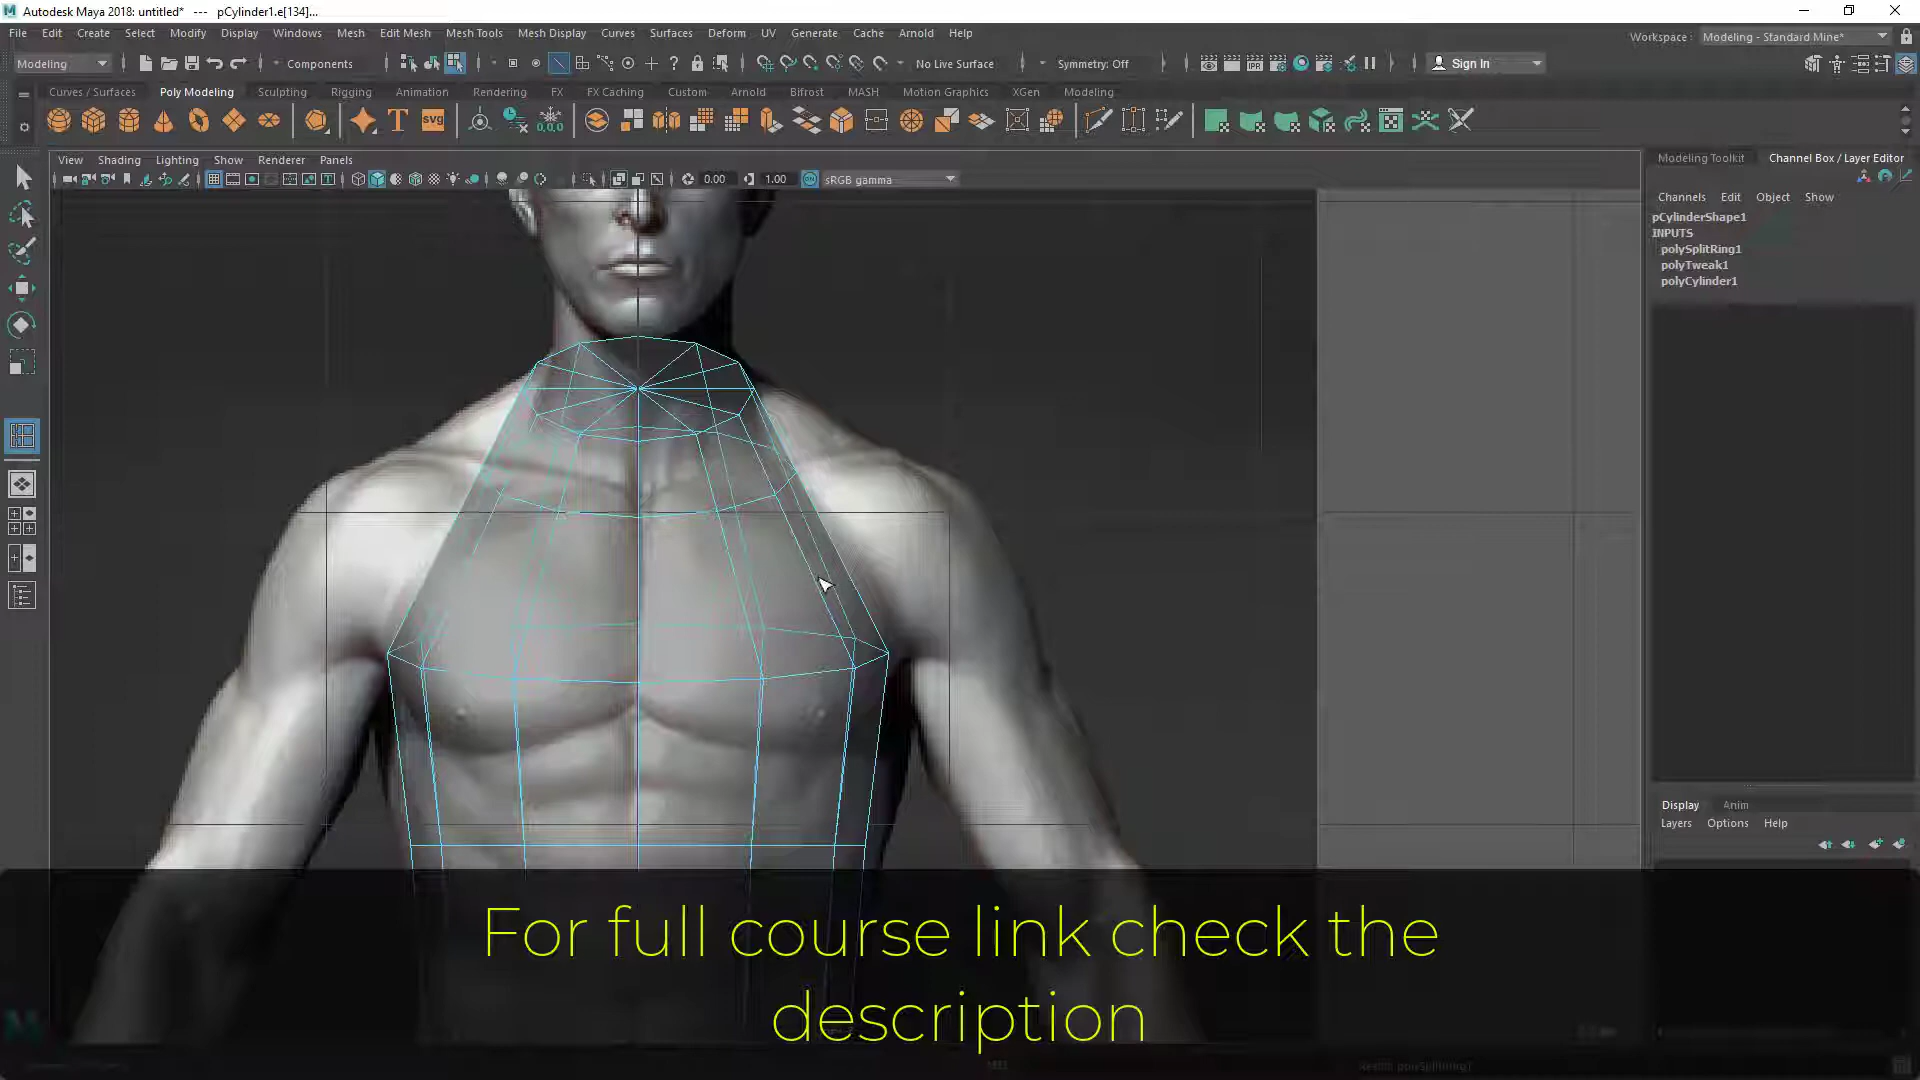 Autodesk Maya 2018: untitled* --- pCylinder1.e[134]...
File Edit Create Select Modify Display Windows Mesh Edit Mesh Mesh Tools Mesh Display Curves Surfaces Deform UV Generate Cache Arnold Help
Workspace : Modeling - Standard Mine*
Modeling Components No Live Surface Symmetry: Off Sign In
Curves / Surfaces Poly Modeling Sculpting Rigging Animation Rendering FX FX Caching Custom Arnold Bifrost MASH Motion Graphics XGen Modeling
T svg 0,0,0
View Shading Lighting Show Renderer Panels
Modeling Toolkit Channel Box / Layer Editor
0.00 1.00 sRGB gamma
Channels Edit Object Show
pCylinderShape1
INPUTS
polySplitRing1
polyTweak1
polyCylinder1
Display Anim
Layers Options Help
For full course link check the
description